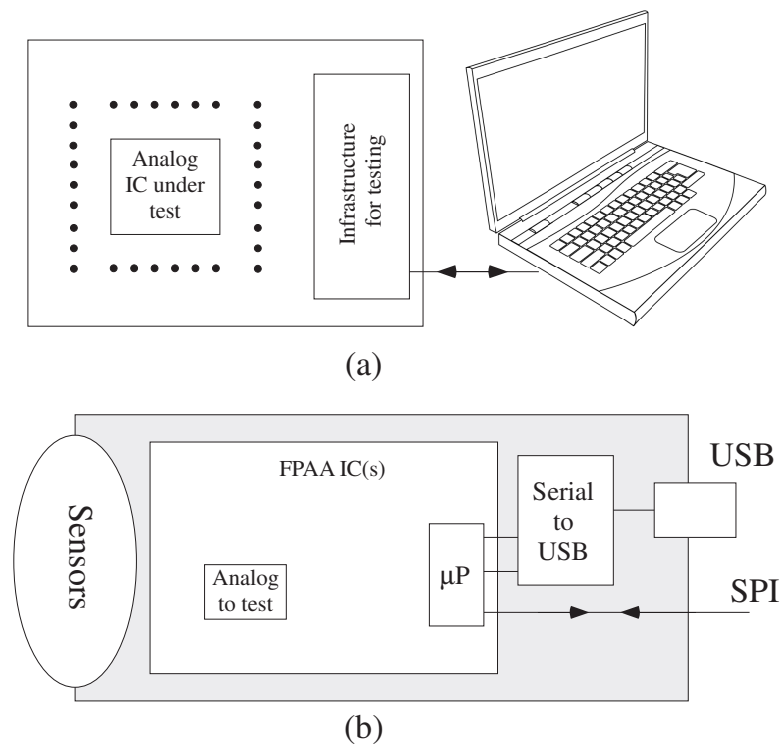 Analog
IC under
test
Infrastructure
for testing
(a)
FPAA IC(s)
USB
Serial
to
USB
Sensors
μP
Analog
to test
SPI
(b)